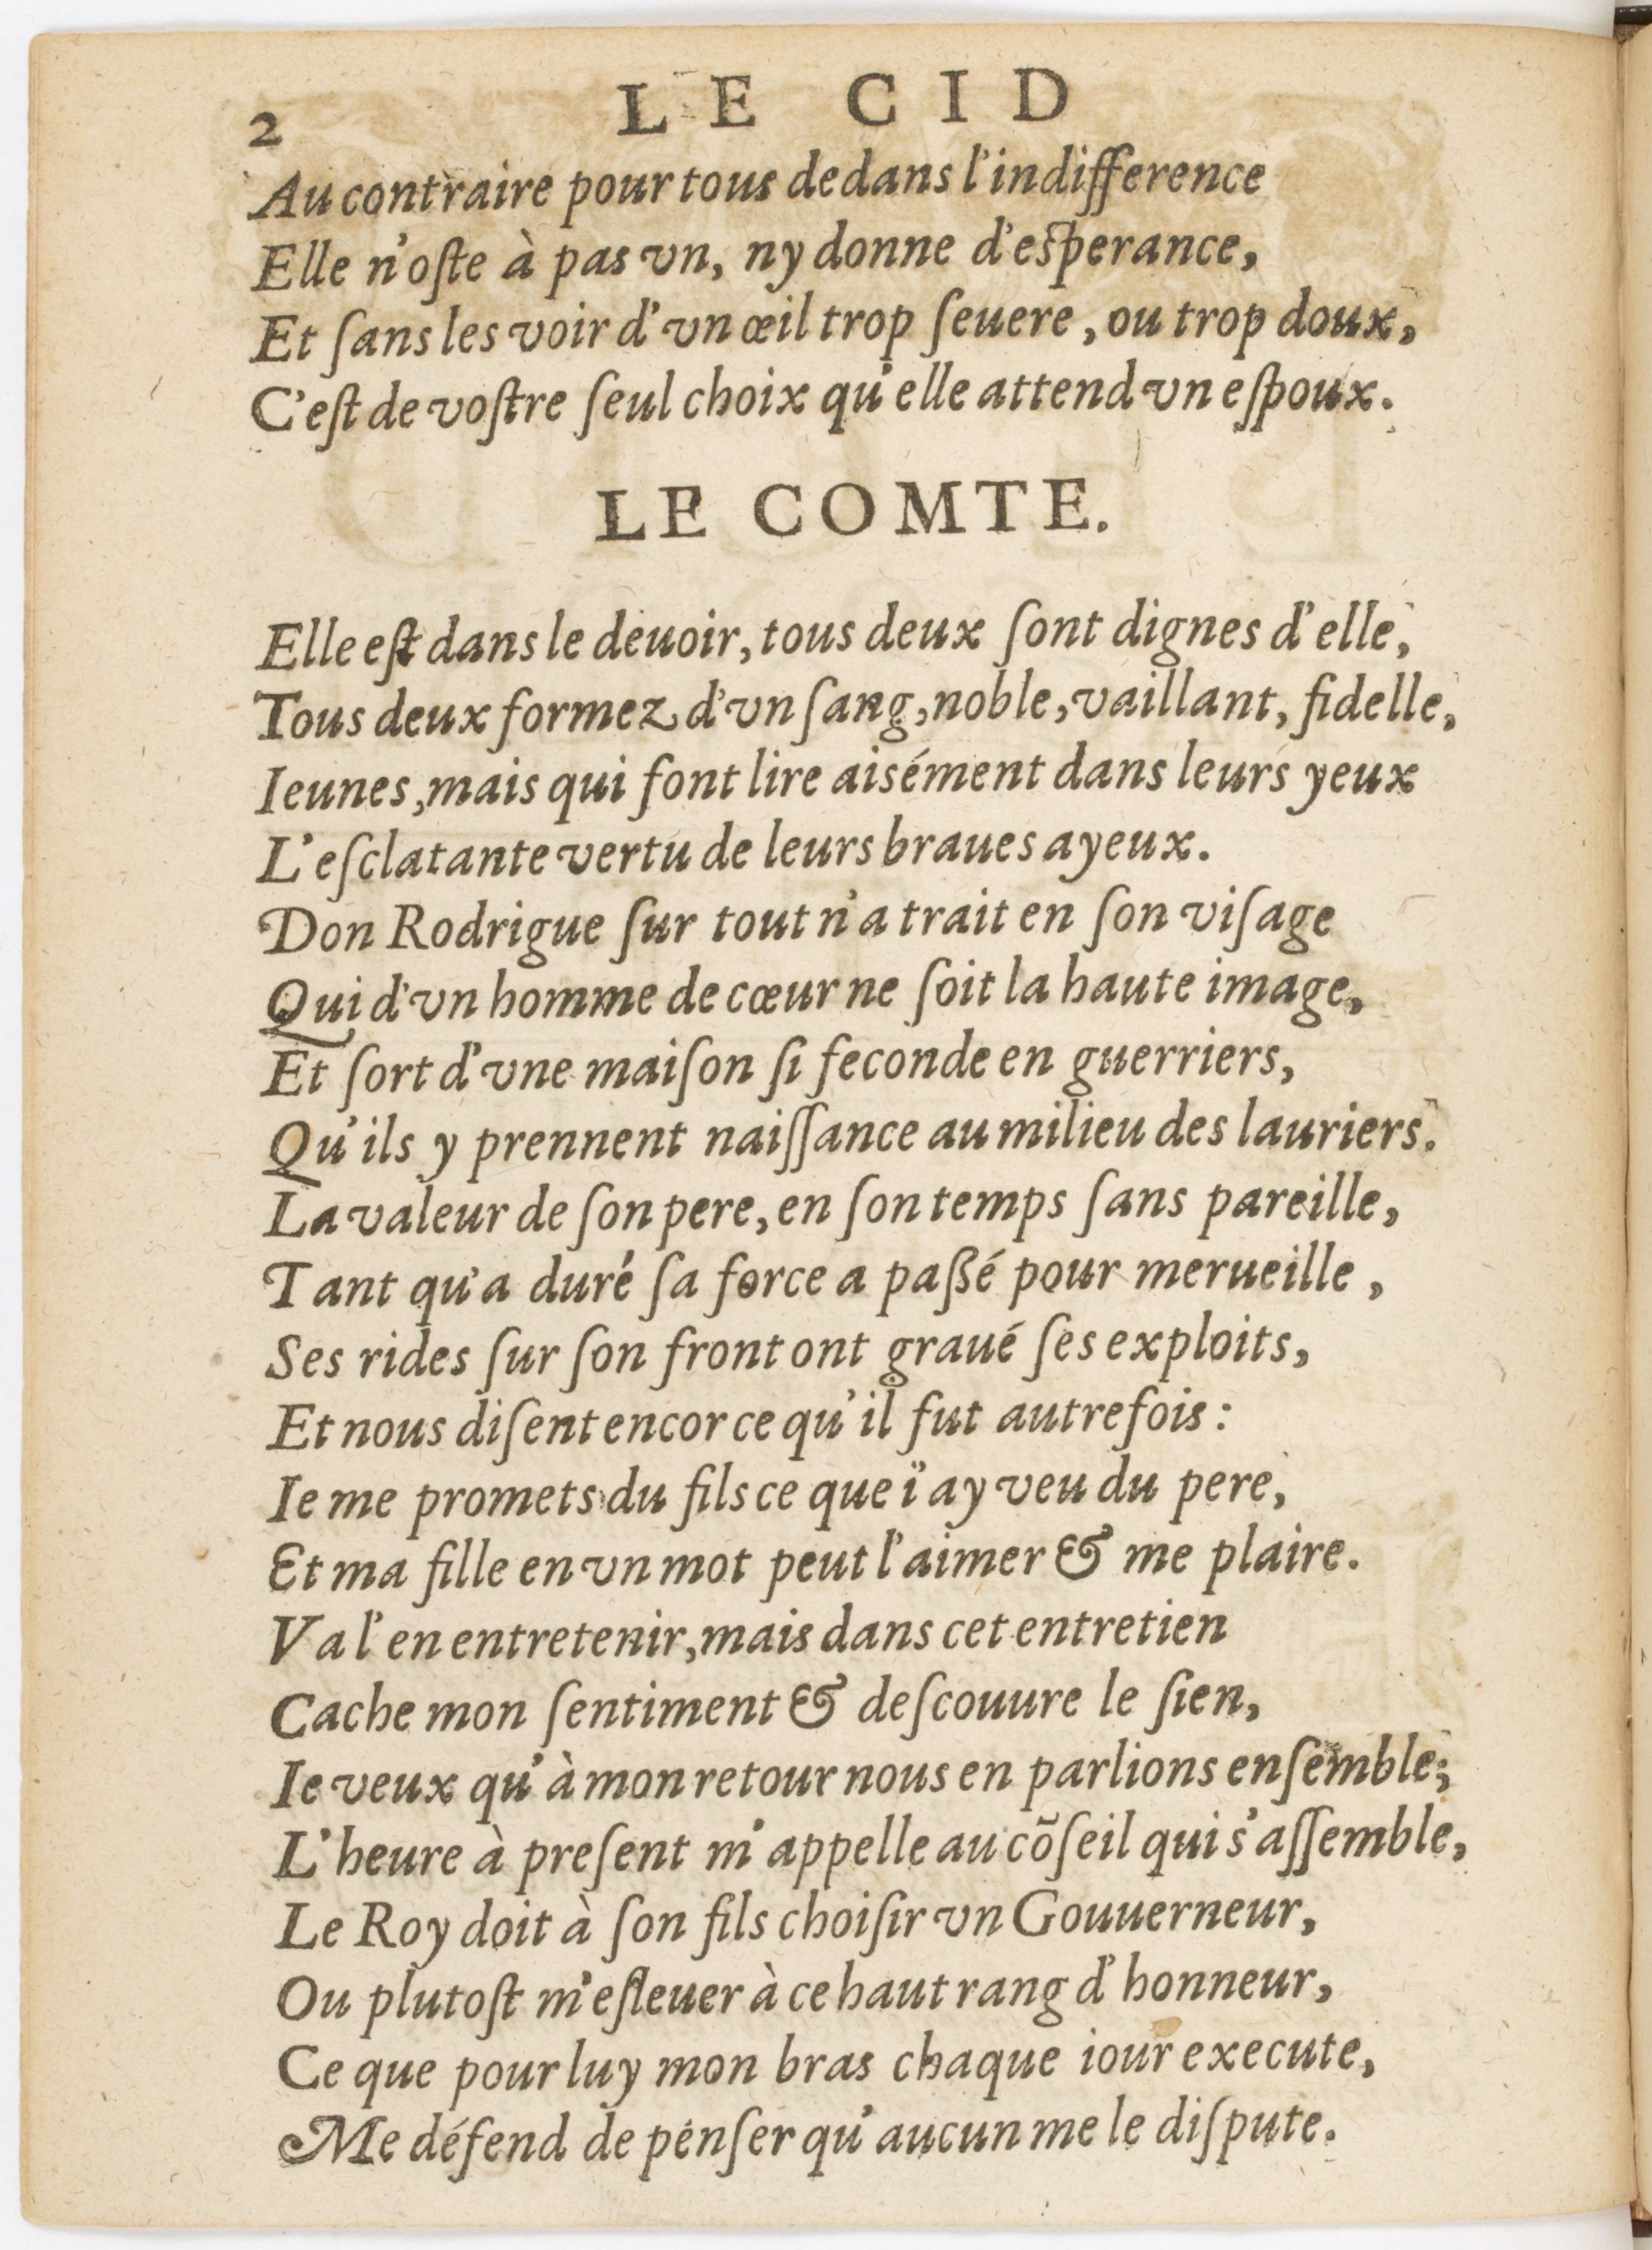 2 LE CID
Au contraire pour tous dedans l'indifference
Elle n'oſte à pas vn, ny donne d'eſperance,
Et ſans les voir d'vn œil trop ſeuere, ou trop doux,
C'eſt de voſtre ſeul choix qu'elle attend vn eſpoux.
LE COMTE.
Elle eſt dans le deuoir, tous deux ſont dignes d'elle,
Tous deux formez d'vn ſang, noble, vaillant, fidelle,
Ieunes, mais qui font lire aisément dans leurs yeux
L'eſclatante vertu de leurs braues ayeux.
Don Rodrigue ſur tout n'a trait en ſon viſage
Qui d'vn homme de cœur ne ſoit la haute image,
Et ſort d'vne maiſon ſi feconde en guerriers,
Qu'ils y prennent naiſſance au milieu des lauriers.
La valeur de ſon pere, en ſon temps ſans pareille,
Tant qu'a duré ſa force a paßé pour merueille,
Ses rides ſur ſon front ont graué ſes exploits,
Et nous diſent encor ce qu'il fut autrefois:
Ie me promets du fils ce que i'ay veu du pere,
Et ma fille en vn mot peut l'aimer & me plaire.
Va l'en entretenir, mais dans cet entretien
Cache mon ſentiment & deſcouure le ſien,
Ie veux qu'à mon retour nous en parlions enſemble;
L'heure à preſent m'appelle au cõſeil qui s'aſſemble,
Le Roy doit à ſon fils choiſir vn Gouuerneur,
Ou plutoſt m'eſleuer à ce haut rang d'honneur,
Ce que pour luy mon bras chaque iour execute,
Me défend de penſer qu'aucun me le diſpute.